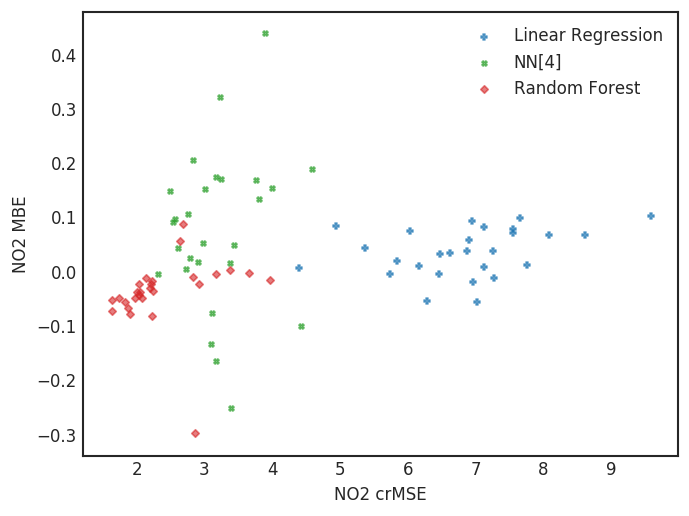 Linear Regression
NN[4]
Random Forest
0.4
0.3
0.2
0.1
0.0
−0.1
−0.2
−0.3
NO2 MBE
2 3 4 5 6 7 8 9
NO2 crMSE